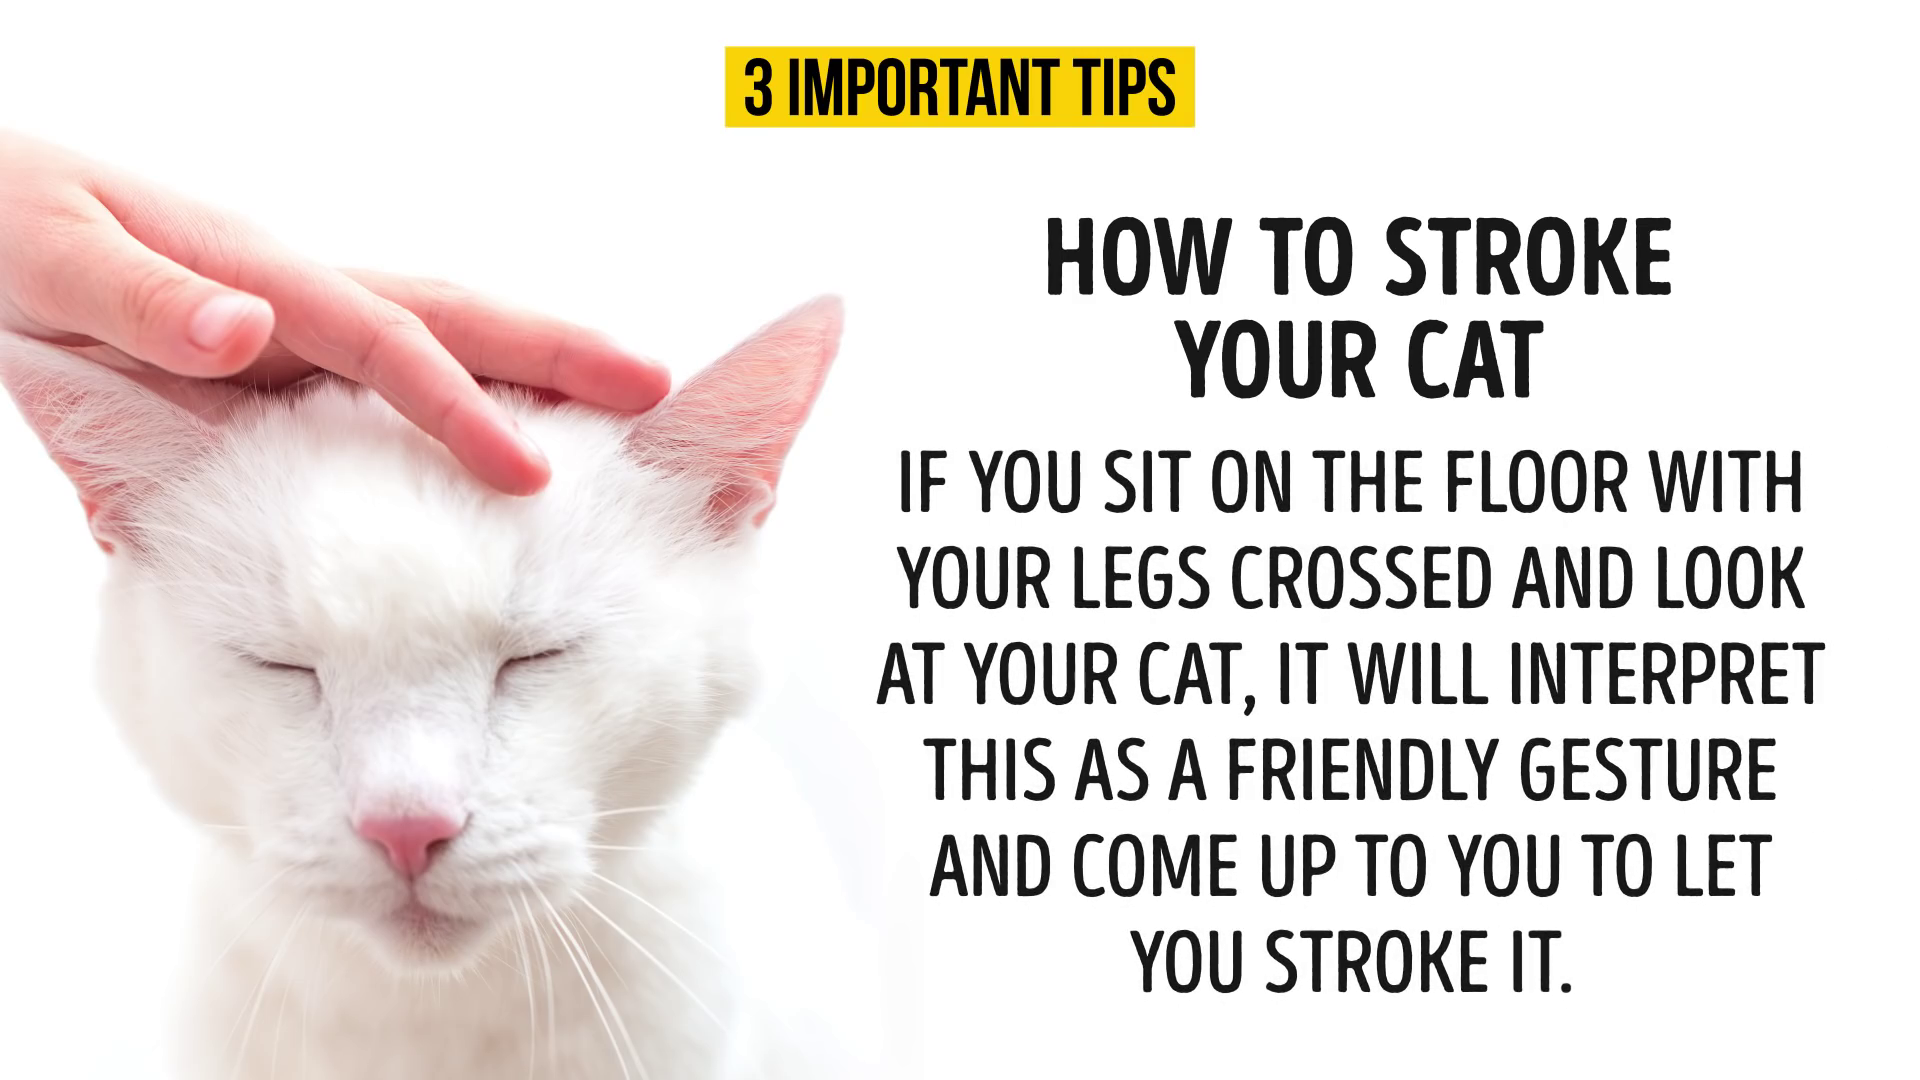 3 IMPORTANT TIPS
HOW TO STROKE
YOUR CAT
IF YOU SIT ON THE FLOOR WITH
YOUR LEGS CROSSED AND LOOK
AT YOUR CAT, IT WILL INTERPRET
THIS AS A FRIENDLY GESTURE
AND COME UP TO YOU TO LET
YOU STROKE IT.